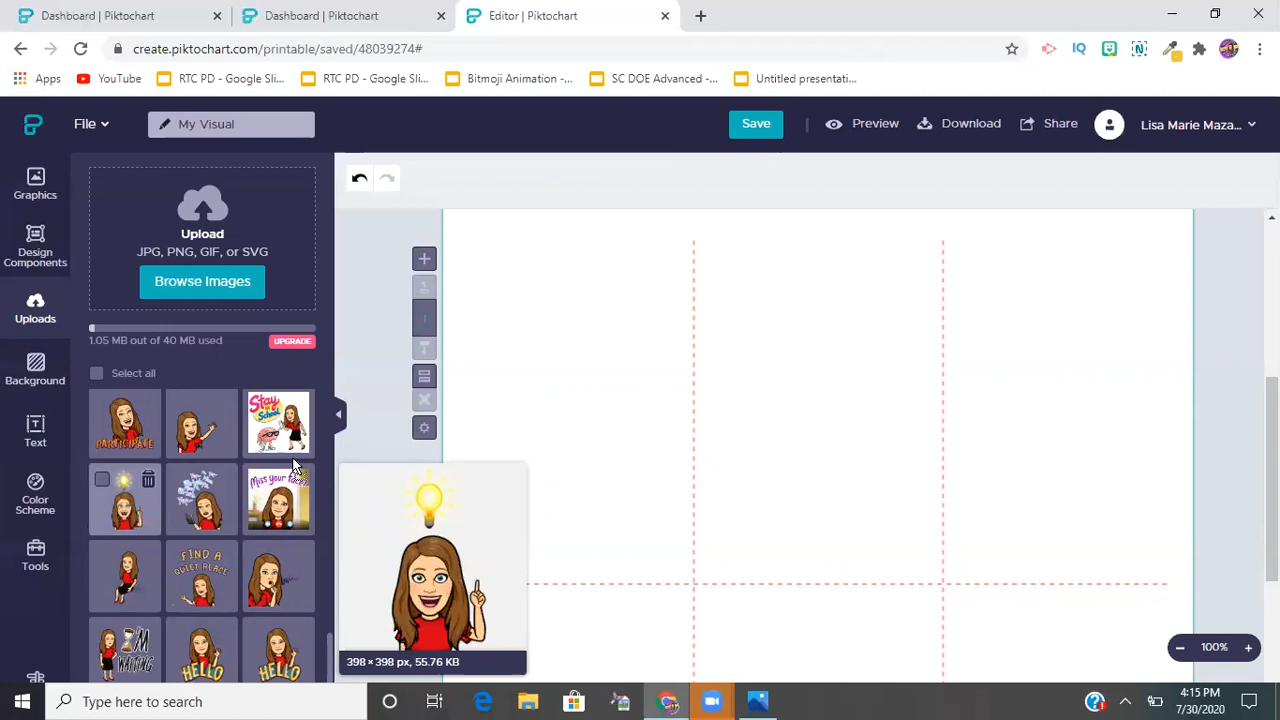 Dashboard | Piktochart
Dashboard | Piktochart
Editor | Piktochart
create.piktochart.com/printable/saved/48039274#
Apps
YouTube
RTC PD - Google Sli...
RTC PD - Google Sli...
Bitmoji Animation -...
SC DOE Advanced -...
Untitled presentati...
File
My Visual
Save
Preview
Download
Share
Lisa Marie Maza...
Graphics
Design
Components
Uploads
Background
Text
Color
Scheme
Tools
Upload
JPG, PNG, GIF, or SVG
Browse Images
1.05 MB out of 40 MB used
UPGRADE
Select all
PARTICIPATE
Stay
School
Miss your
FIND A
QUIET PLACE
I'M
WAITING
HELLO
HELLO
398 × 398 px, 55.76 KB
100%
Type here to search
4:15 PM
7/30/2020